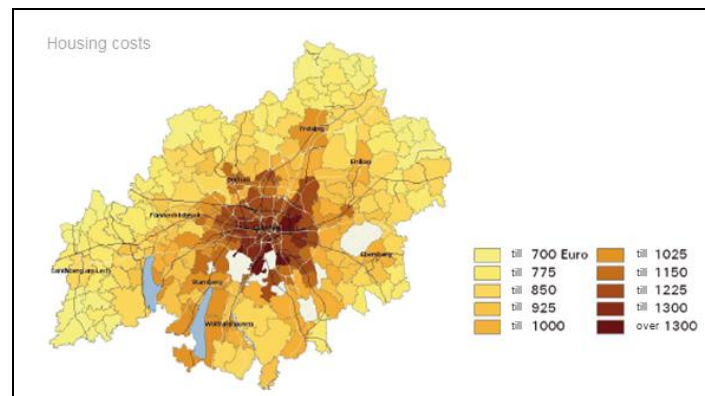 Housing costs
Freising
Erding
Dachau
Fürstenfeldbruck
Landsberg am Lech
Ebersberg
Starnberg
Wolfratshausen
till 700 Euro
till 775
till 850
till 925
till 1000
till 1025
till 1150
till 1225
till 1300
over 1300